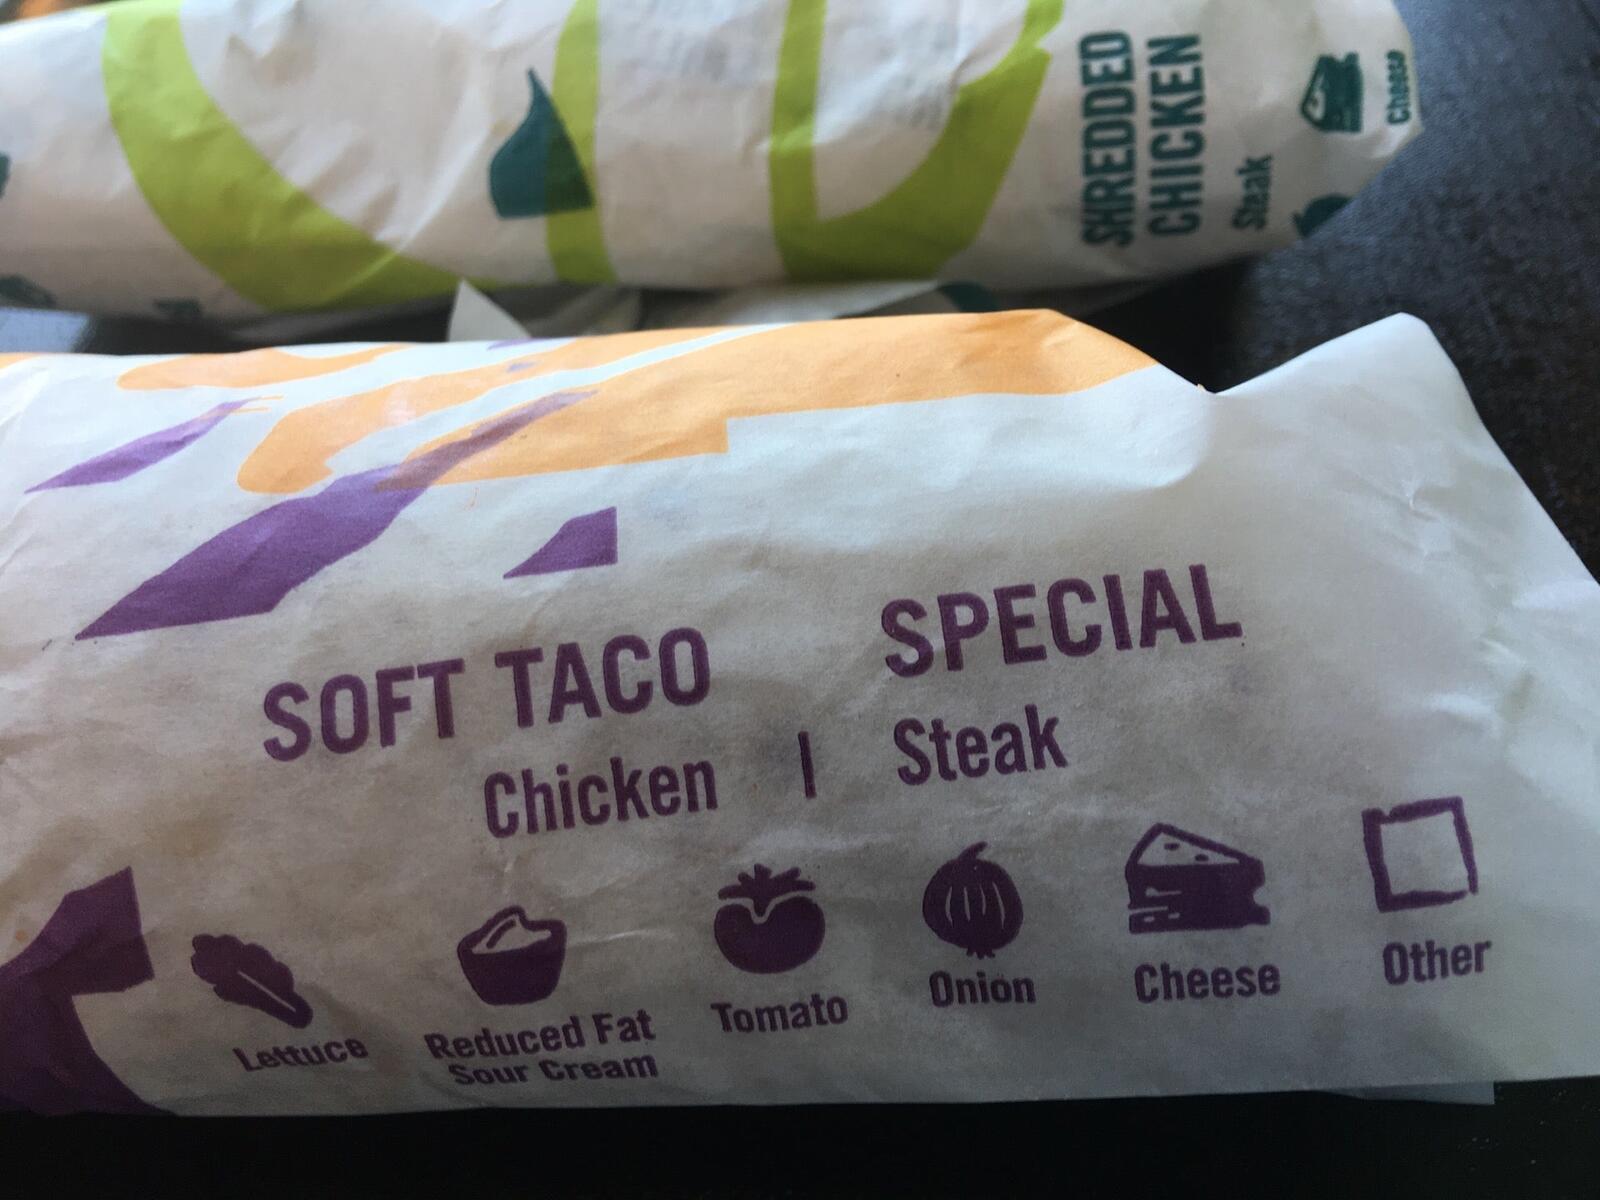 SHREDDED
CHICKEN
Steak
Cheese
SOFT TACO SPECIAL
Chicken | Steak
Lettuce
Reduced Fat
Sour Cream
Tomato
Onion
Cheese
Other